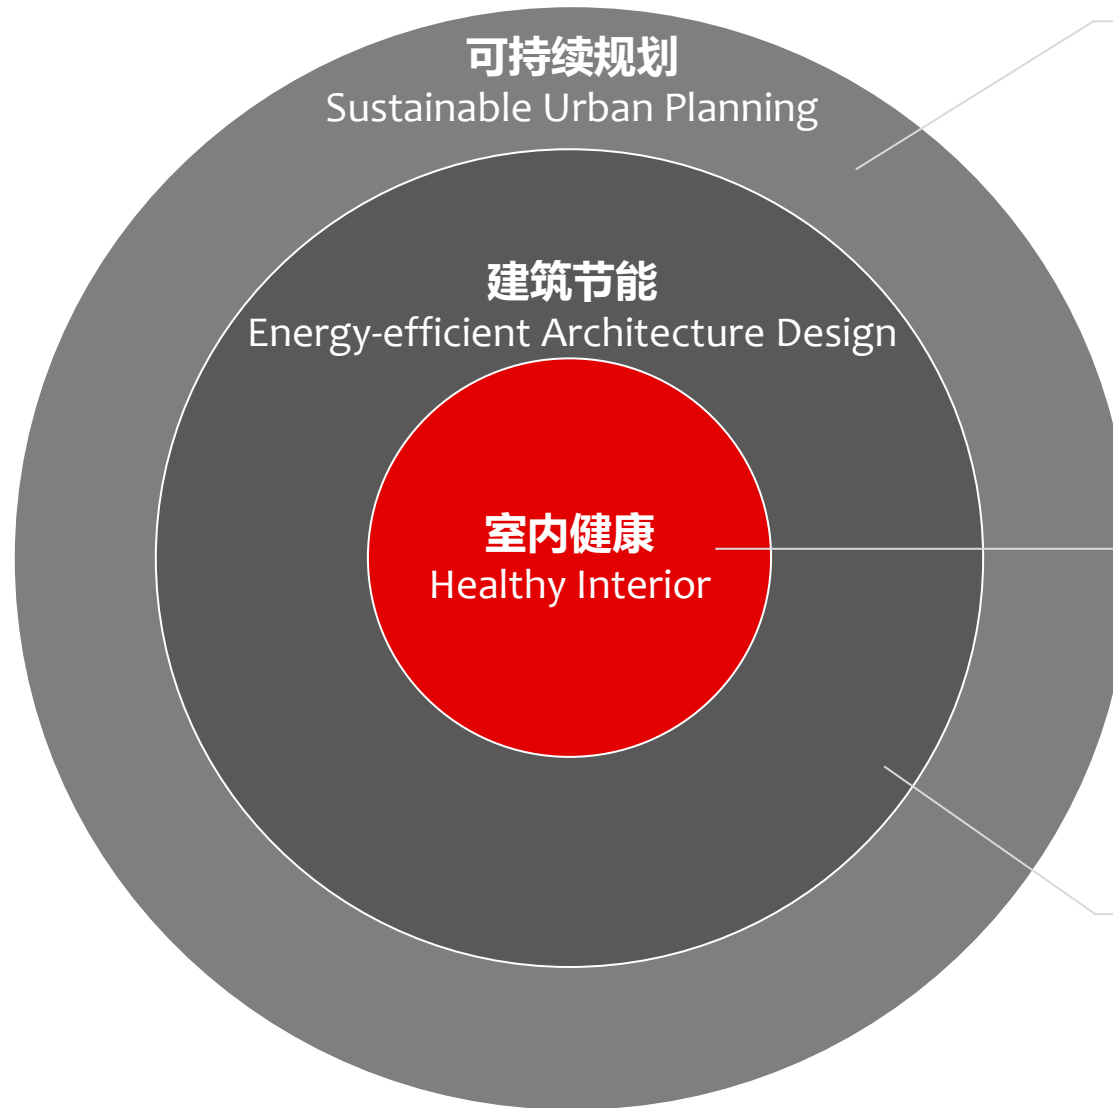 可持续规划
Sustainable Urban Planning
建筑节能
Energy-efficient Architecture Design
室内健康
Healthy Interior